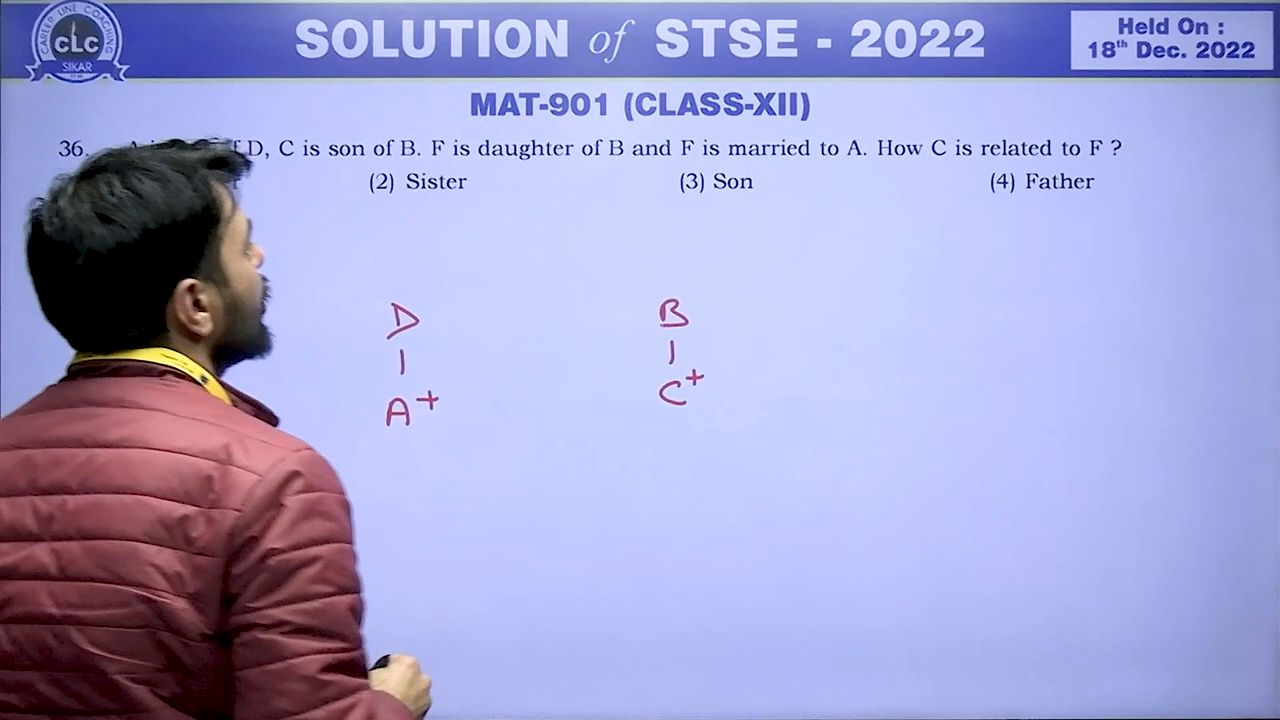 CAREER LINE COACHING
CLC
SIKAR
SOLUTION of STSE - 2022
Held On :
18th Dec. 2022
MAT-901 (CLASS-XII)
36. D, C is son of B. F is daughter of B and F is married to A. How C is related to F ?
(2) Sister (3) Son (4) Father
D B
A+ C+